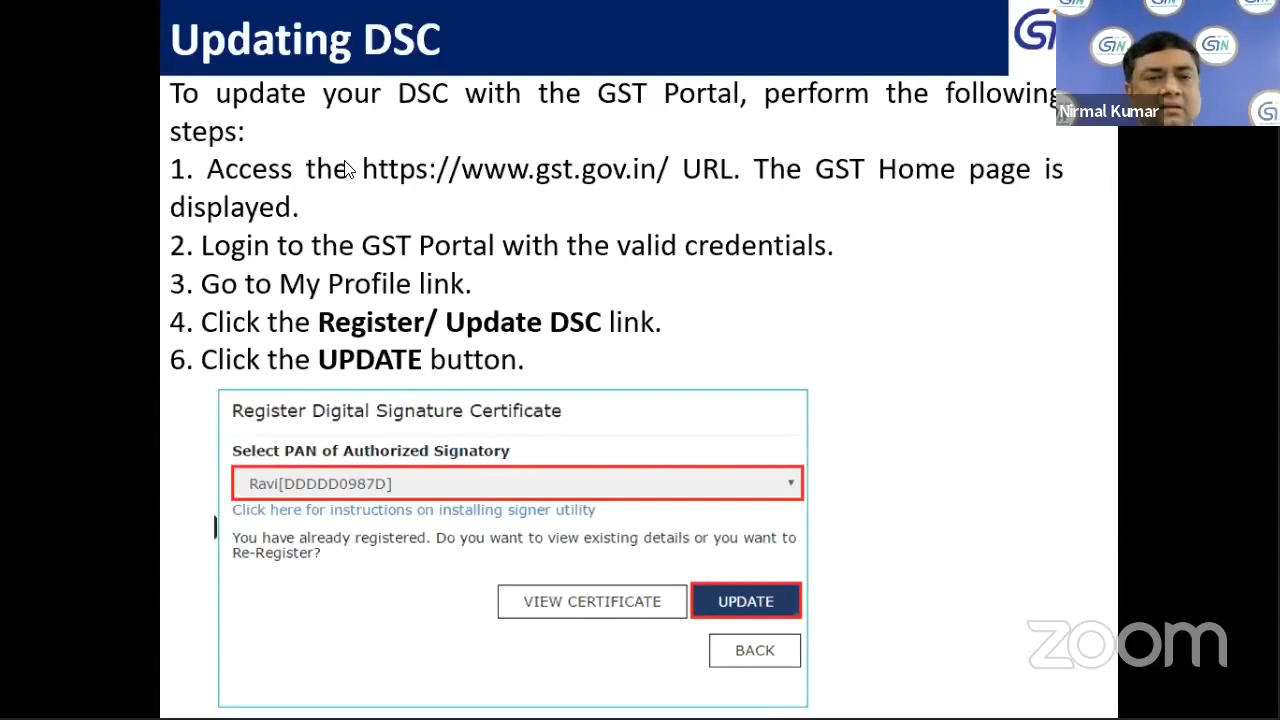 Updating DSC
GSTN
GSTN
Nirmal Kumar
To update your DSC with the GST Portal, perform the following
steps:
1. Access the https://www.gst.gov.in/ URL. The GST Home page is
displayed.
2. Login to the GST Portal with the valid credentials.
3. Go to My Profile link.
4. Click the Register/ Update DSC link.
6. Click the UPDATE button.
Register Digital Signature Certificate
Select PAN of Authorized Signatory
Ravi[DDDDD0987D]
Click here for instructions on installing signer utility
You have already registered. Do you want to view existing details or you want to
Re-Register?
VIEW CERTIFICATE UPDATE
BACK
zoom